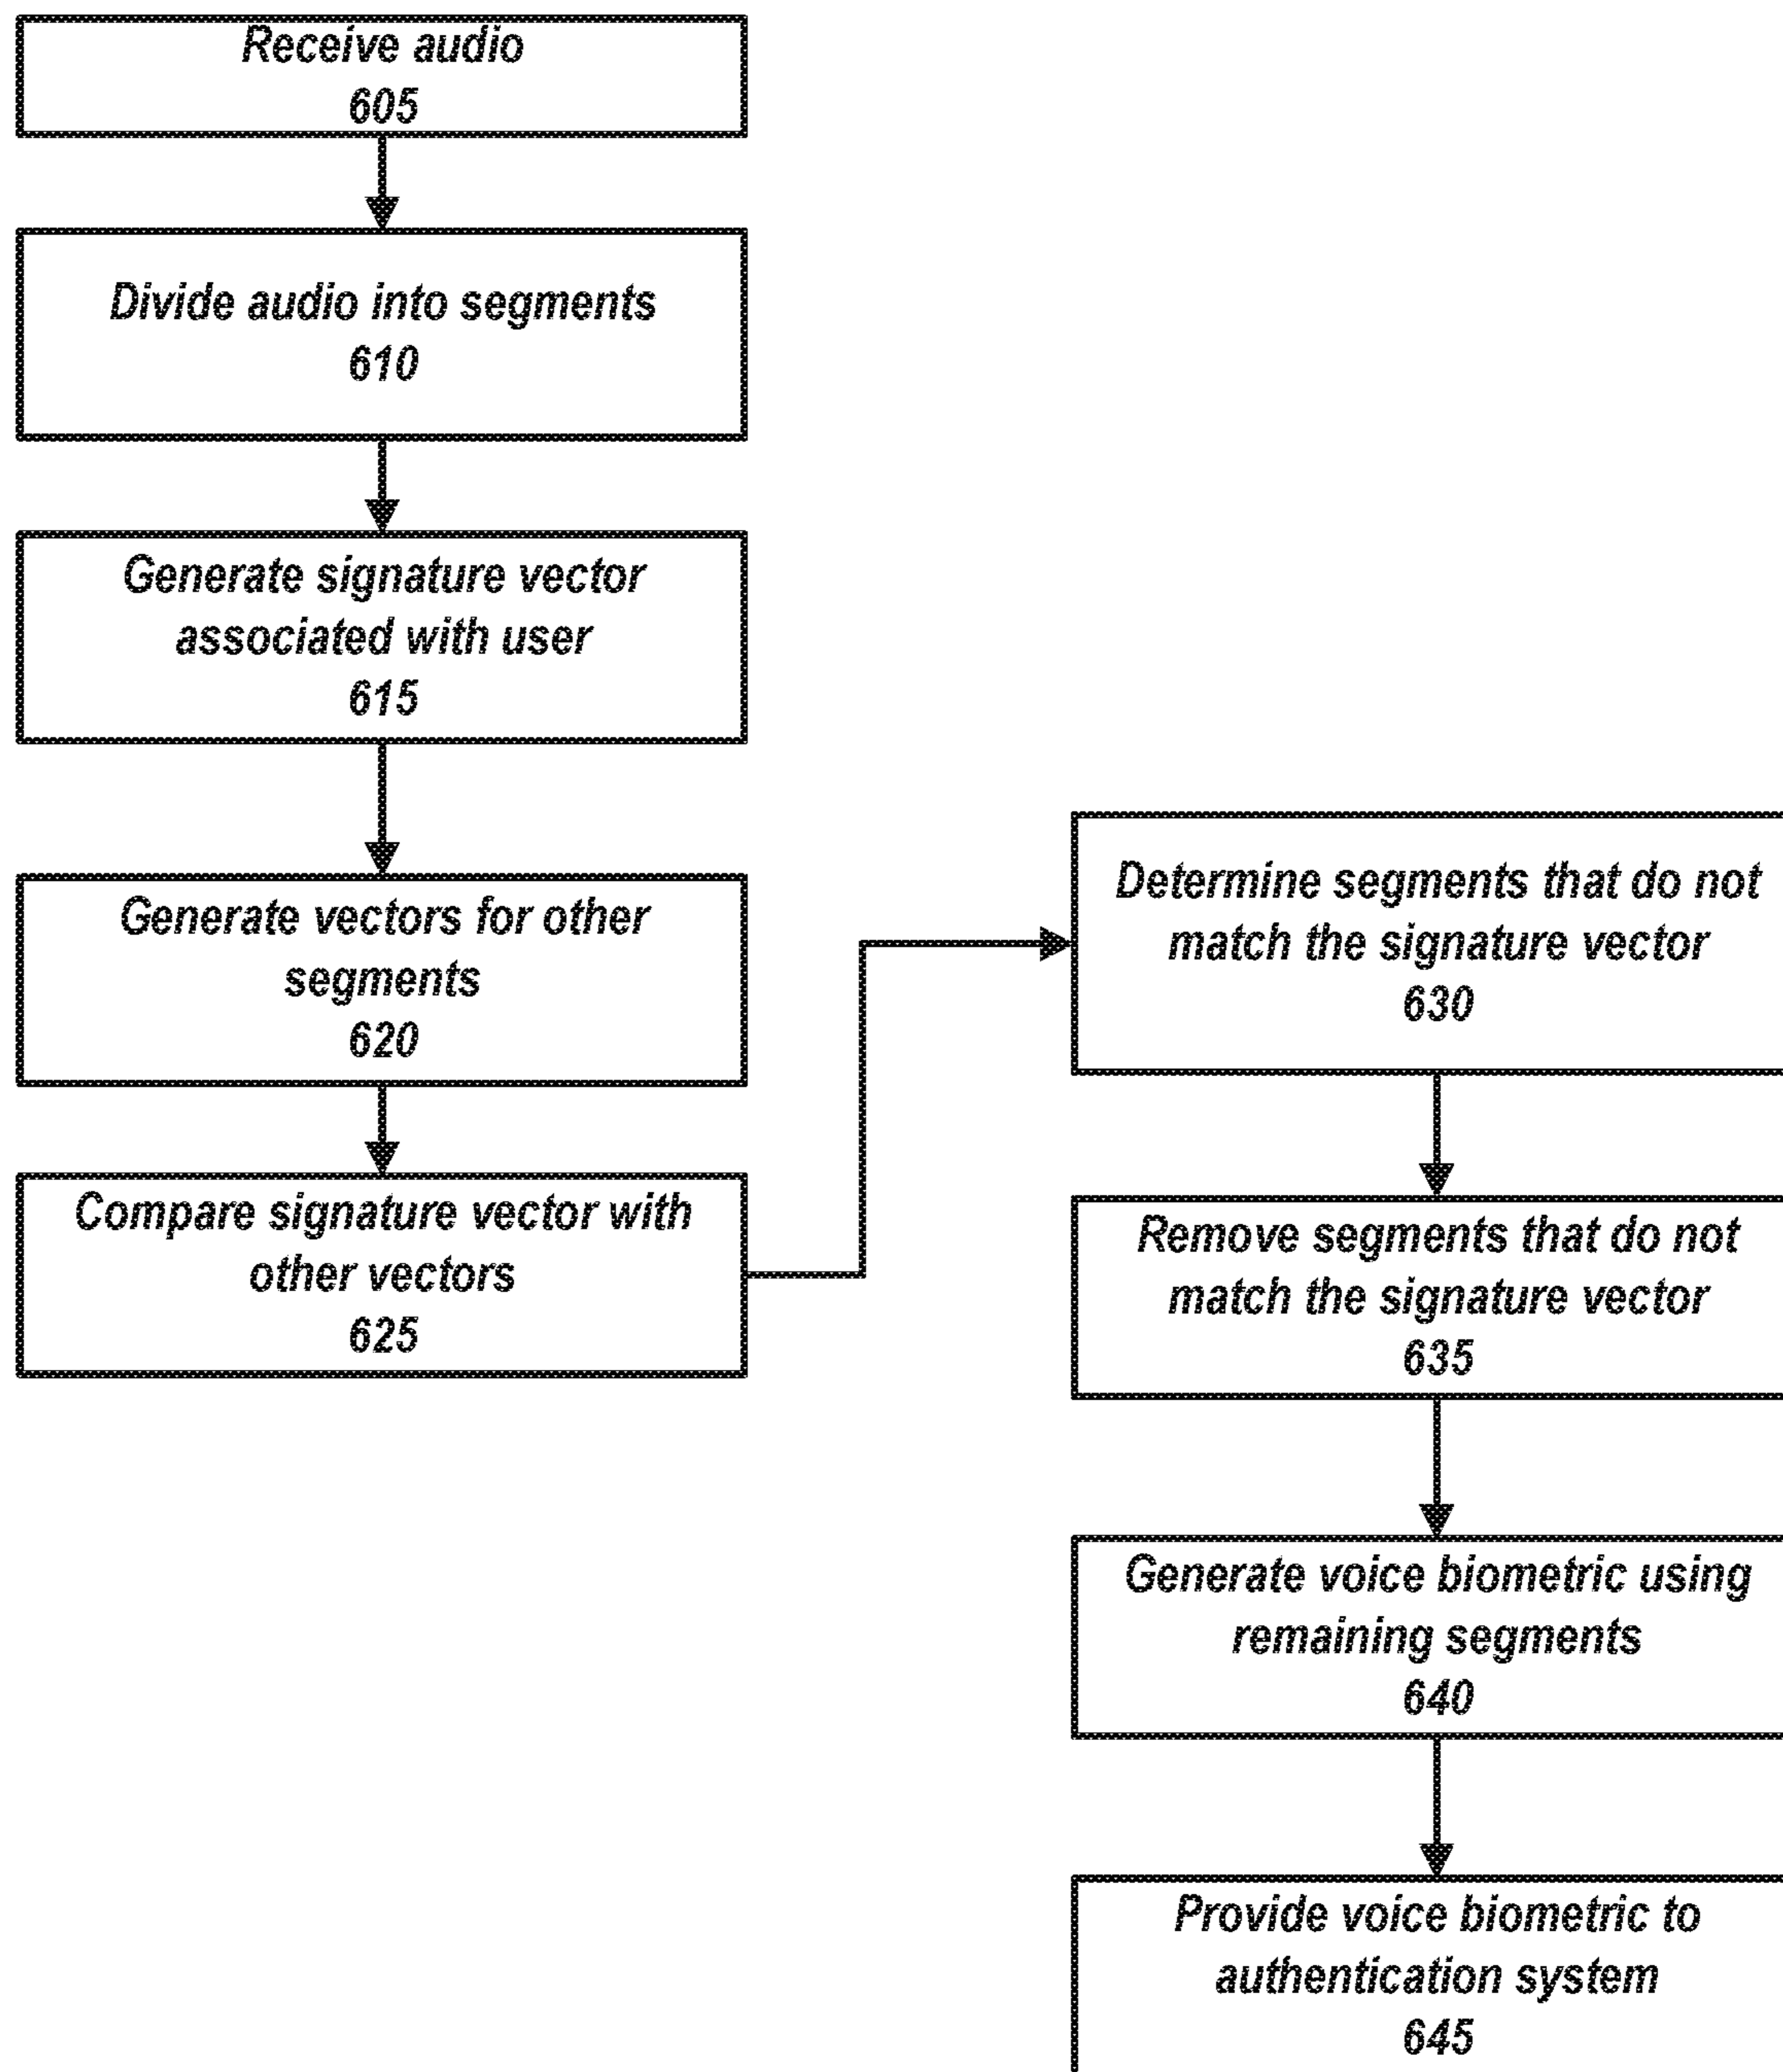 Receive audio
605
Divide audio into segments
610
Generate signature vector
associated with user
615
Generate vectors for other
segments
620
Compare signature vector with
other vectors
625
Determine segments that do not
match the signature vector
630
Remove segments that do not
match the signature vector
635
Generate voice biometric using
remaining segments
640
Provide voice biometric to
authentication system
645